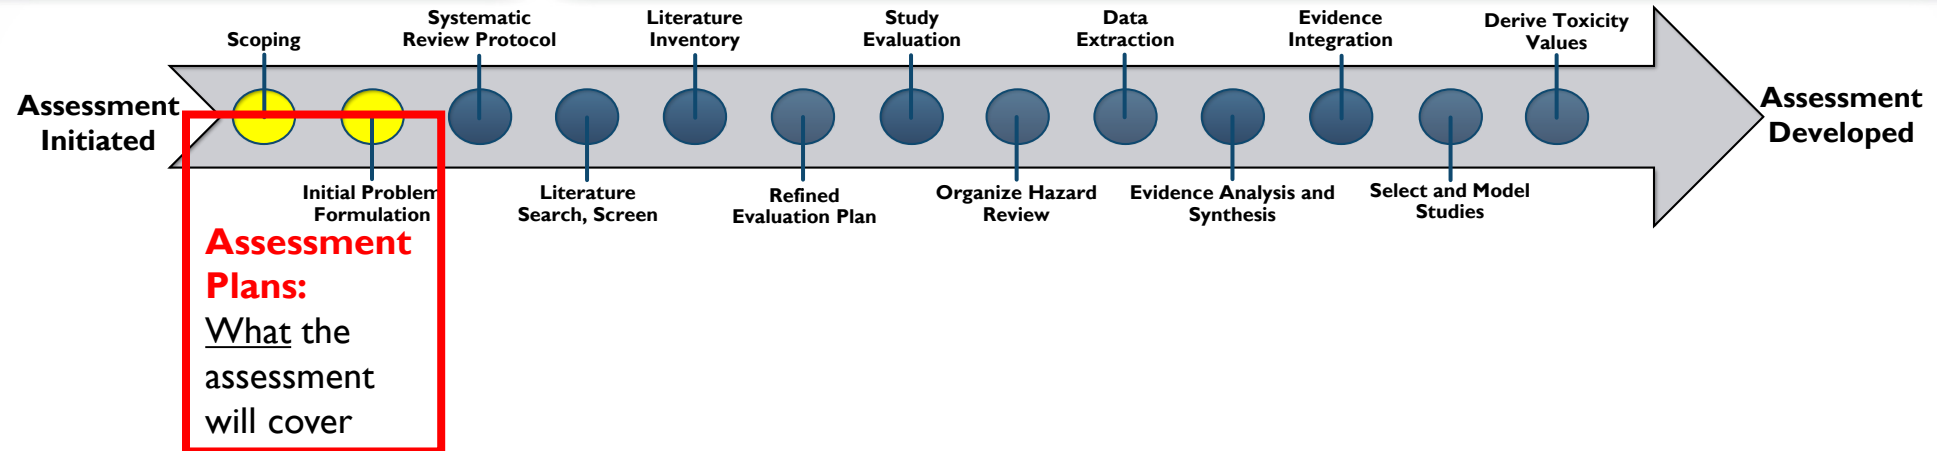 Assessment
Initiated
Scoping
Initial Problem
Formulation
Systematic
Review Protocol
Literature
Search, Screen
Literature
Inventory
Refined
Evaluation Plan
Study
Evaluation
Organize Hazard
Review
Data
Extraction
Evidence Analysis and
Synthesis
Evidence
Integration
Select and Model
Studies
Derive Toxicity
Values
Assessment
Developed
Assessment
Plans:
What the
assessment
will cover